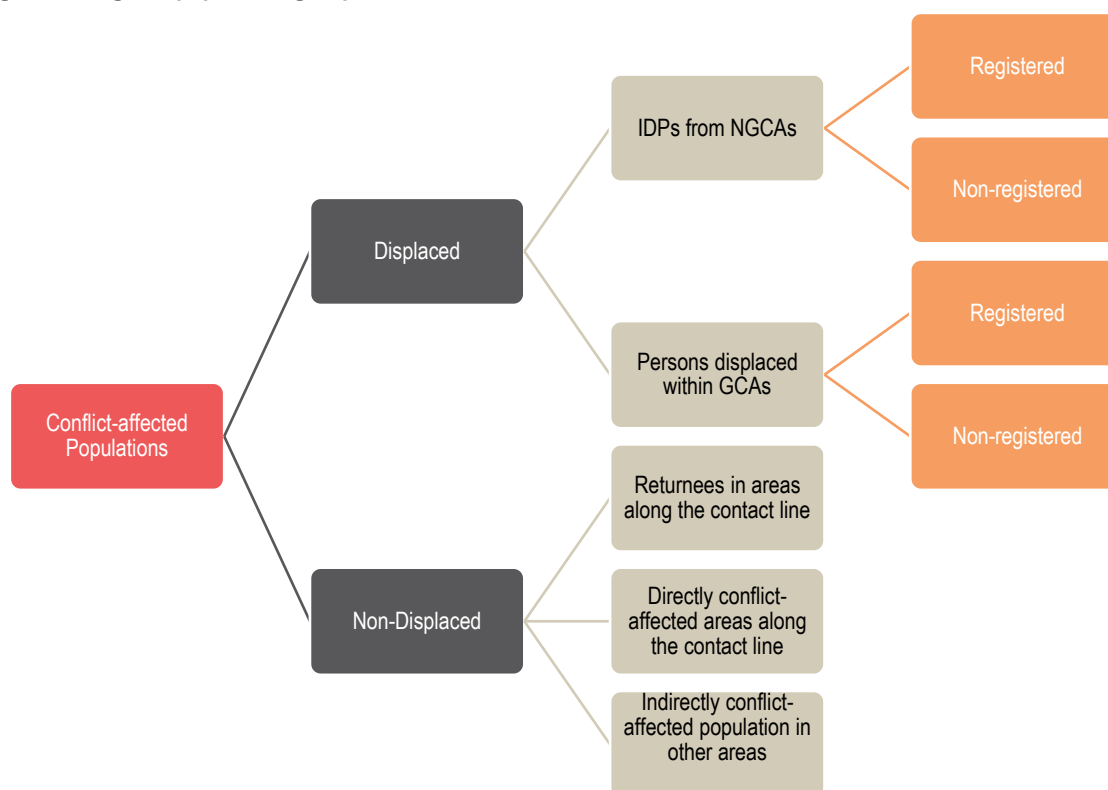 Registered
IDPs from NGCAs
Non-registered
Displaced
Registered
Persons displaced
within GCAs
Conflict-affected
Populations
Non-registered
Returnees in areas
along the contact line
Directly conflict-
affected areas along
the contact line
Non-Displaced
Indirectly conflict-
affected population in
other areas